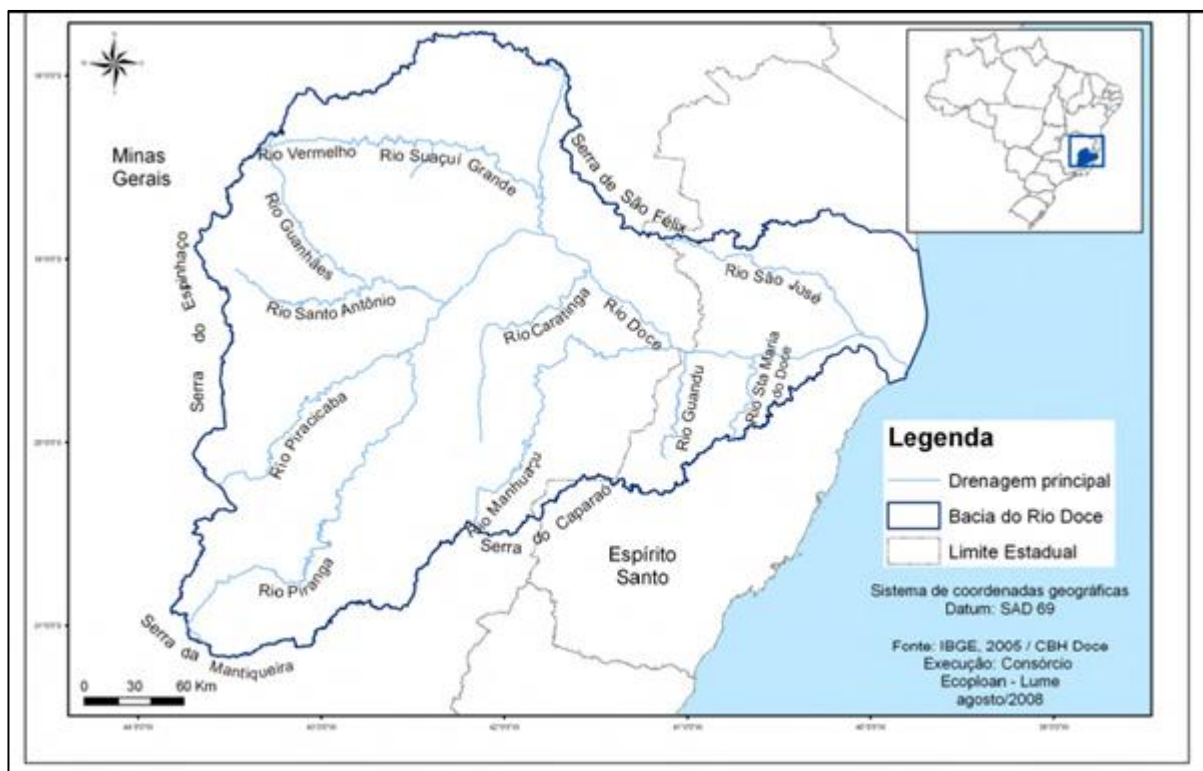 Minas
Gerais
Rio Vermelho
Rio Suaçuí Grande
Serra de São Félix
Rio Guanhães
Rio Santo Antônio
Serra do Espinhaço
Rio São José
Rio Caratinga
Rio Doce
Rio Sta Maria
do Doce
Rio Guandu
Rio Piracicaba
Rio Manhuaçu
Serra do Caparaó
Rio Piranga
Serra da Mantiqueira
Espírito
Santo
0 30 60 Km
Legenda
Drenagem principal
Bacia do Rio Doce
Limite Estadual
Sistema de coordenadas geográficas
Datum: SAD 69
Fonte: IBGE, 2005 / CBH Doce
Execução: Consórcio
Ecoploan - Lume
agosto/2008